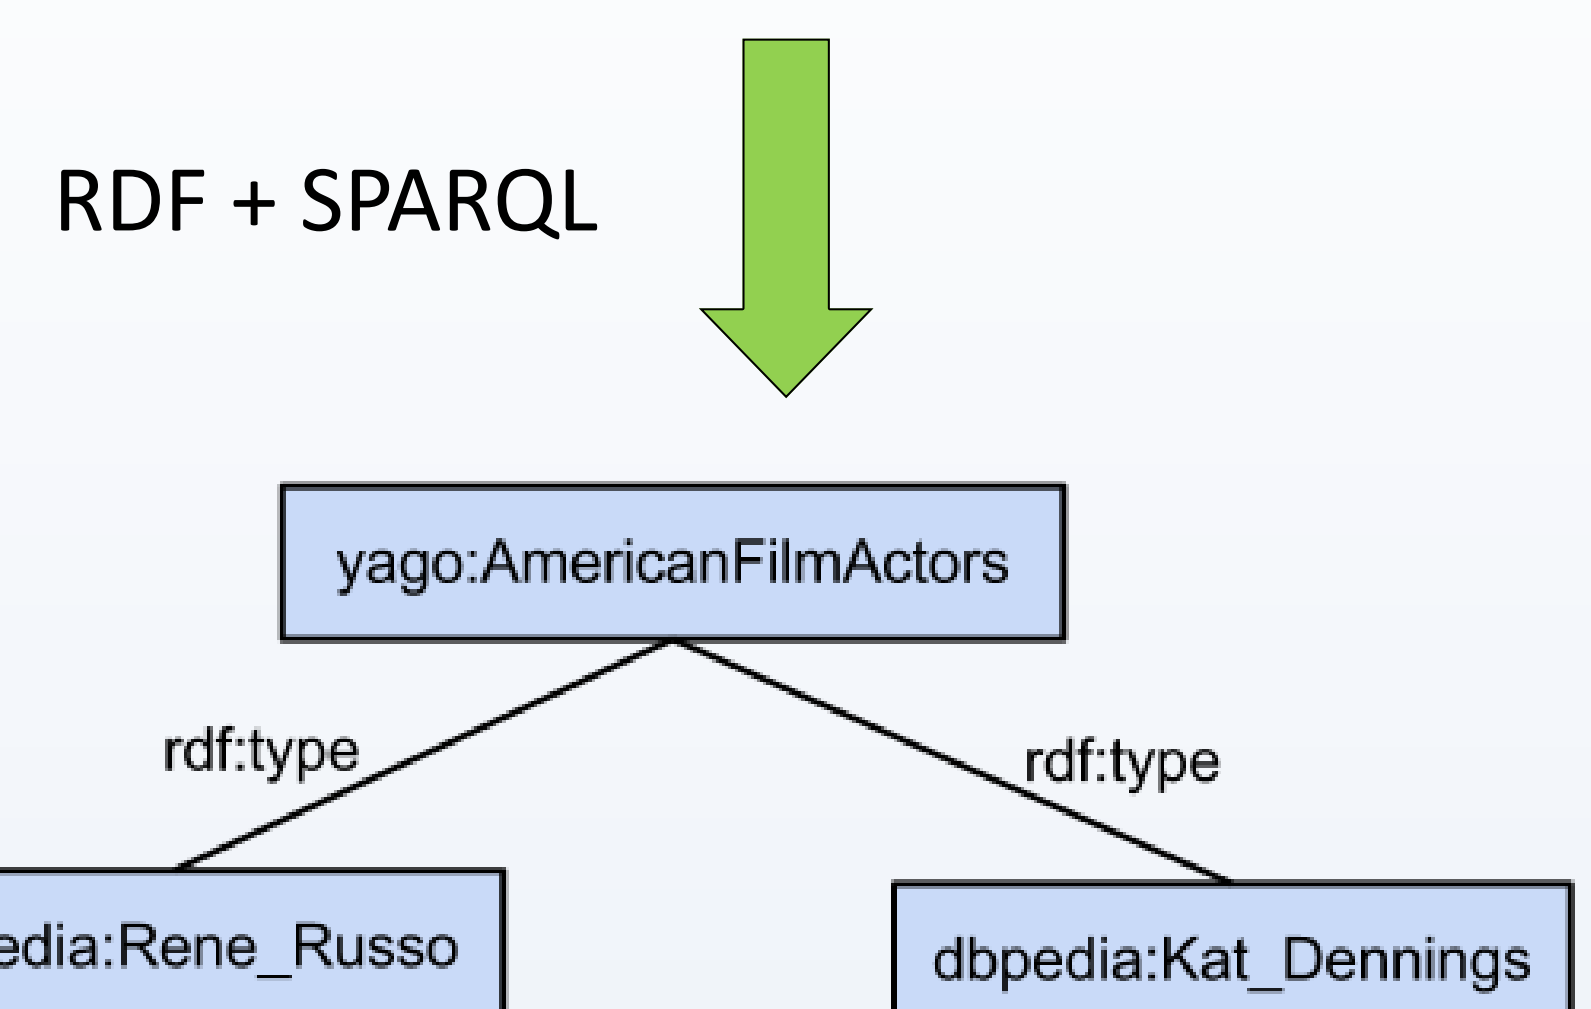 RDF + SPARQL
yago:AmericanFilmActors
rdf:type
rdf:type
edia:Rene_Russo
dbpedia:Kat_Dennings